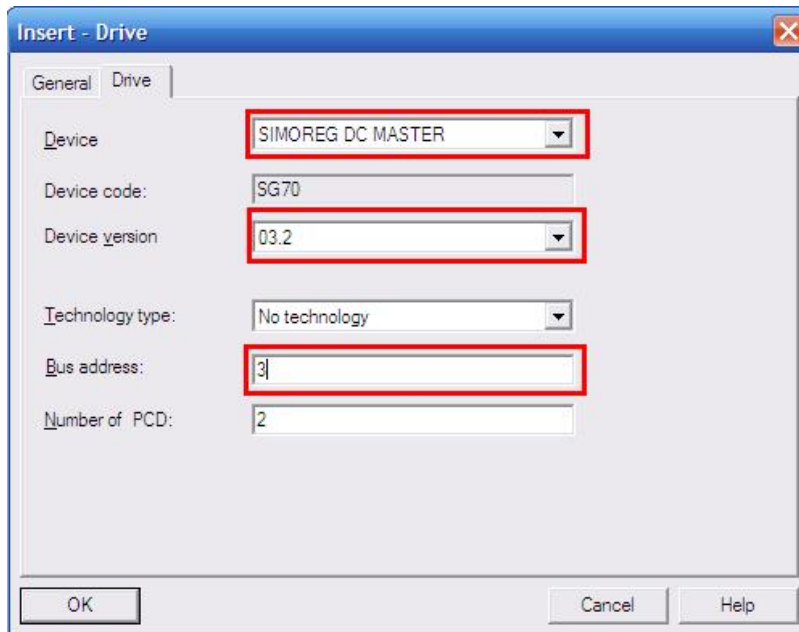 Insert - Drive
General Drive
Device SIMOREG DC MASTER
Device code: SG70
Device version 03.2
Technology type: No technology
Bus address: 3
Number of PCD: 2
OK Cancel Help